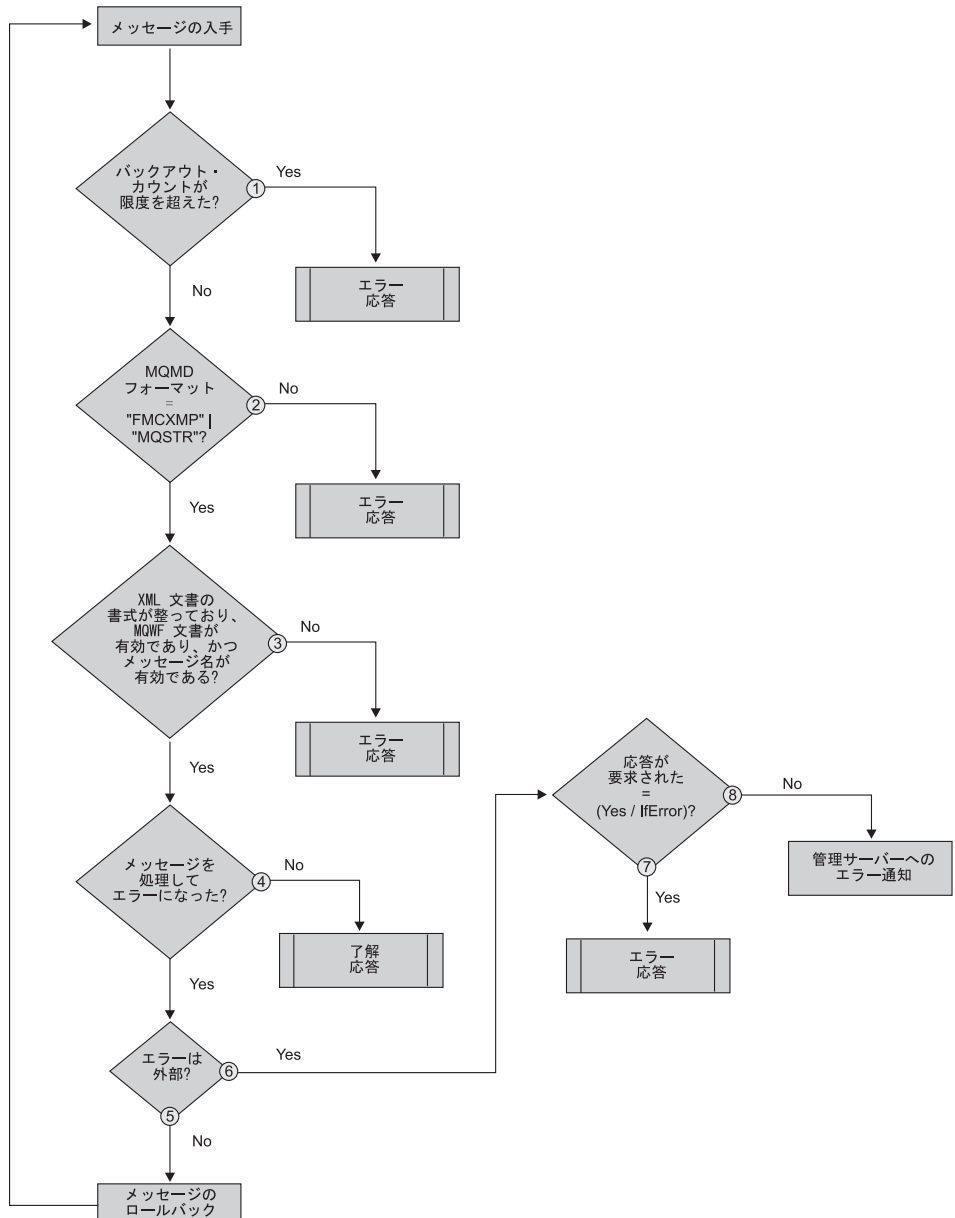 メッセージの入手
バックアウト・
カウントが
限度を超えた?
①
Yes
エラー
応答
No
MQMD
フォーマット
=
"FMCXMP" |
"MQSTR"?
②
No
エラー
応答
Yes
XML 文書の
書式が整っており、
MQWF 文書が
有効であり、かつ
メッセージ名が
有効である?
③
No
エラー
応答
Yes
メッセージを
処理して
エラーになった?
④
No
了解
応答
Yes
エラーは
外部?
⑥
Yes
⑤
No
メッセージの
ロールバック
応答が
要求された
=
(Yes / IfError)?
⑧
No
管理サーバーへの
エラー通知
⑦
Yes
エラー
応答